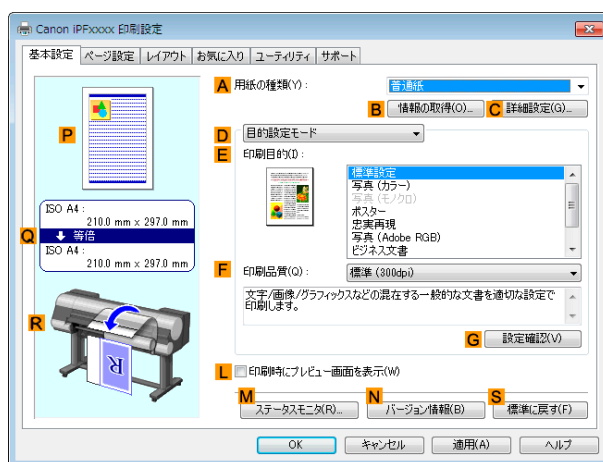 Canon iPFxxxx 印刷設定
基本設定 ページ設定 レイアウト お気に入り ユーティリティ サポート
A 用紙の種類(Y): 普通紙
B 情報の取得(O)... C 詳細設定(G)...
P
D 目的設定モード
E 印刷目的(I):
標準設定
写真 (カラー)
写真 (モノクロ)
ポスター
忠実再現
写真 (Adobe RGB)
ビジネス文書
ISO A4 :
210.0 mm x 297.0 mm
Q 等倍
ISO A4 :
210.0 mm x 297.0 mm
F 印刷品質(Q): 標準 (300dpi)
文字/画像/グラフィックスなどの混在する一般的な文書を適切な設定で
印刷します。
R
R
G 設定確認(V)
L 印刷時にプレビュー画面を表示(W)
M N S
ステータスモニタ(R)... バージョン情報(B) 標準に戻す(F)
OK キャンセル 適用(A) ヘルプ